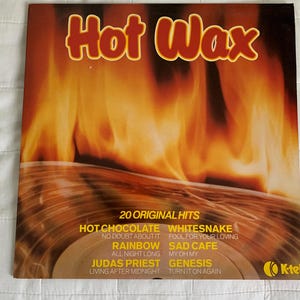 Hot Wax
20 ORIGINAL HITS
HOT CHOCOLATE WHITESNAKE
NO DOUBT ABOUT IT FOOL FOR YOUR LOVING
RAINBOW SAD CAFE
ALL NIGHT LONG MY OH MY
JUDAS PRIEST GENESIS
LIVING AFTER MIDNIGHT TURN IT ON AGAIN
K-tel